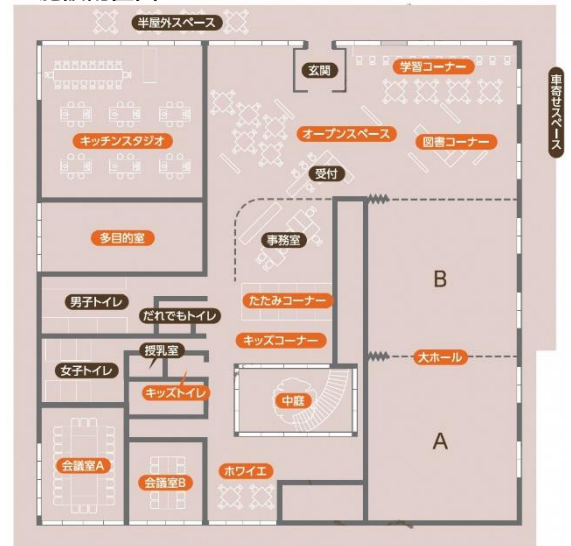 半屋外スペース
玄関
学習コーナー
車寄せスペース
キッチンスタジオ
オープンスペース
図書コーナー
受付
多目的室
事務室
B
男子トイレ
たたみコーナー
だれでもトイレ
キッズコーナー
授乳室
大ホール
女子トイレ
キッズトイレ
中庭
A
会議室A
会議室B
ホワイエ